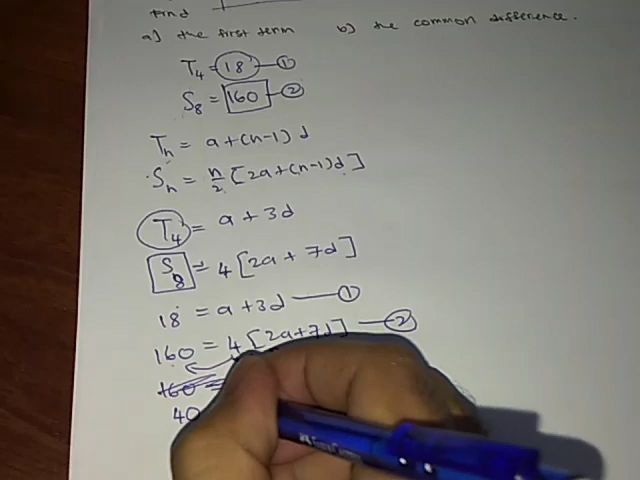 find
a) the first term b) the common difference.
T4 = 18 — ①
S8 = 160 — ②
Tn = a+(n-1)d
Sn = n/2 [2a+(n-1)d]
T4 = a + 3d
S8 = 4[2a + 7d]
18 = a+3d — ①
160 = 4[2a+7d] — ②
160 =
40